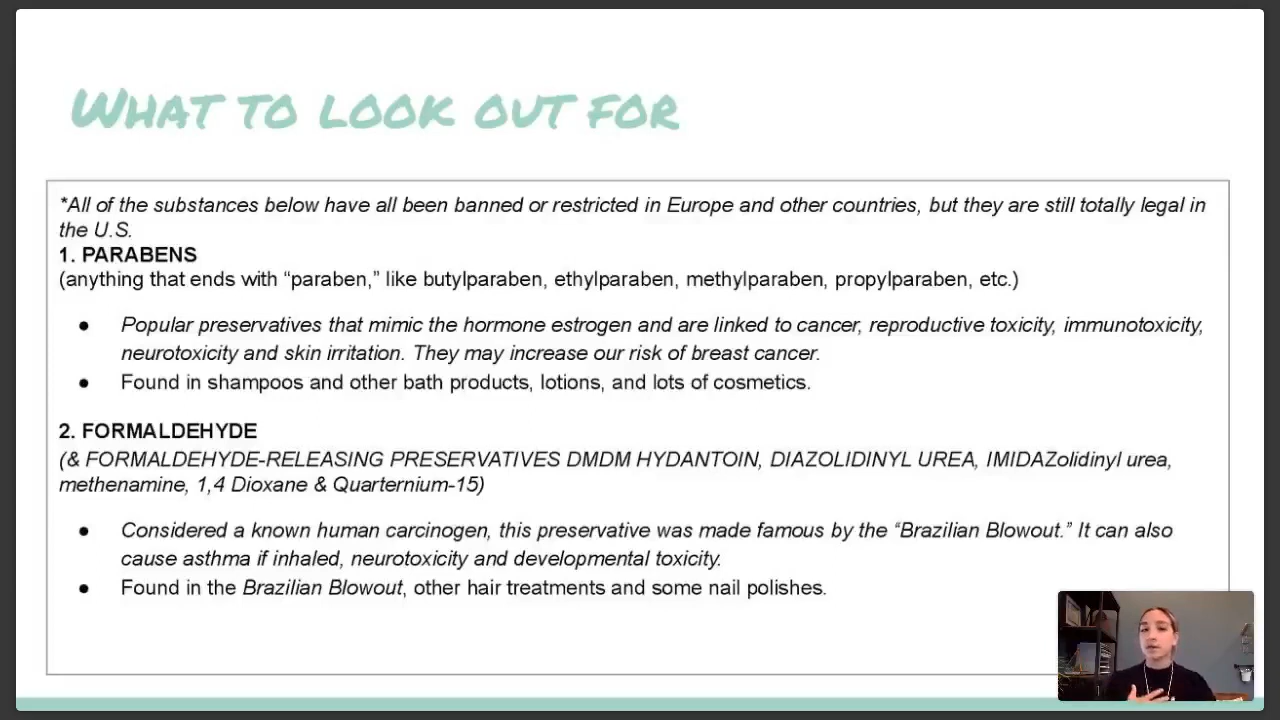 WHAT TO LOOK OUT FOR
*All of the substances below have all been banned or restricted in Europe and other countries, but they are still totally legal in
the U.S.
1. PARABENS
(anything that ends with “paraben,” like butylparaben, ethylparaben, methylparaben, propylparaben, etc.)
● Popular preservatives that mimic the hormone estrogen and are linked to cancer, reproductive toxicity, immunotoxicity,
neurotoxicity and skin irritation. They may increase our risk of breast cancer.
● Found in shampoos and other bath products, lotions, and lots of cosmetics.
2. FORMALDEHYDE
(& FORMALDEHYDE-RELEASING PRESERVATIVES DMDM HYDANTOIN, DIAZOLIDINYL UREA, IMIDAZolidinyl urea,
methenamine, 1,4 Dioxane & Quarternium-15)
● Considered a known human carcinogen, this preservative was made famous by the “Brazilian Blowout.” It can also
cause asthma if inhaled, neurotoxicity and developmental toxicity.
● Found in the Brazilian Blowout, other hair treatments and some nail polishes.